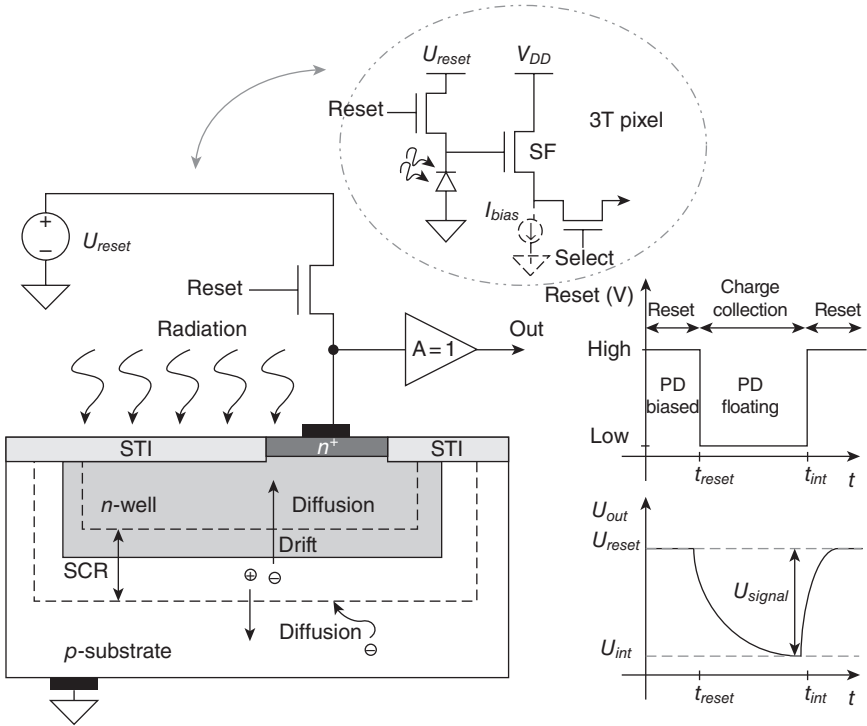 U_reset V_DD
Reset
3T pixel
SF
I_bias
Select
+
−
U_reset
Reset
Radiation
A = 1
Out
STI n+ STI
n-well
Diffusion
Drift
SCR
+ −
Diffusion
−
p-substrate
Reset (V)
Charge
Reset collection Reset
High
PD PD
biased floating
Low
t_reset t_int t
U_out
U_reset
U_signal
U_int
t_reset t_int t